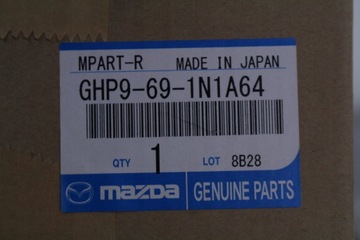 MPART-R MADE IN JAPAN
GHP9-69-1N1A64
QTY 1 LOT 8B28
mazda GENUINE PARTS